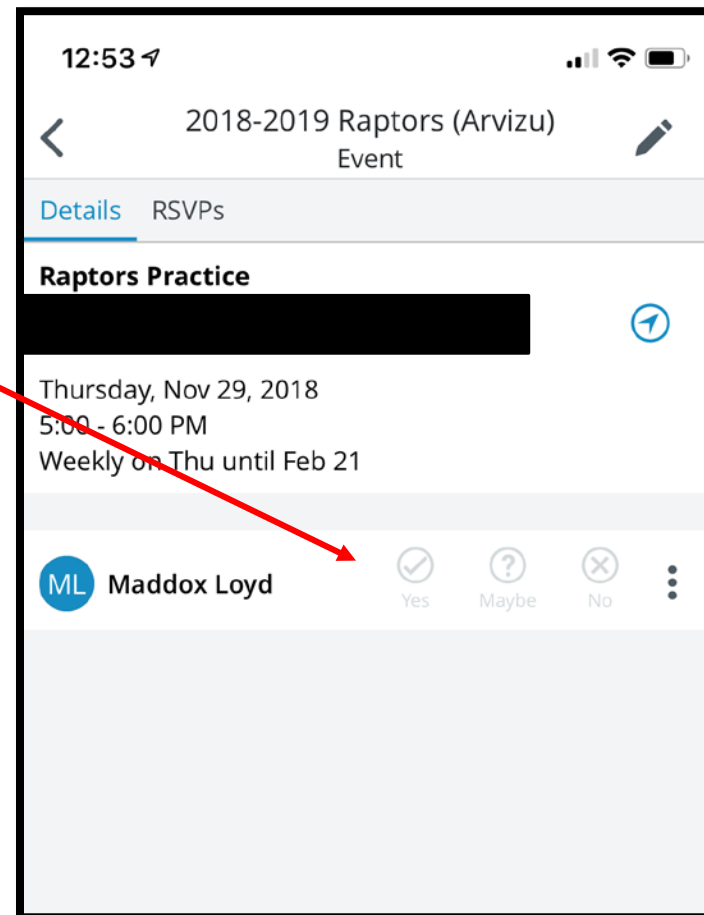 12:53
2018-2019 Raptors (Arvizu)
Event
Details RSVPs
Raptors Practice
Thursday, Nov 29, 2018
5:00 - 6:00 PM
Weekly on Thu until Feb 21
ML Maddox Loyd
Yes Maybe No